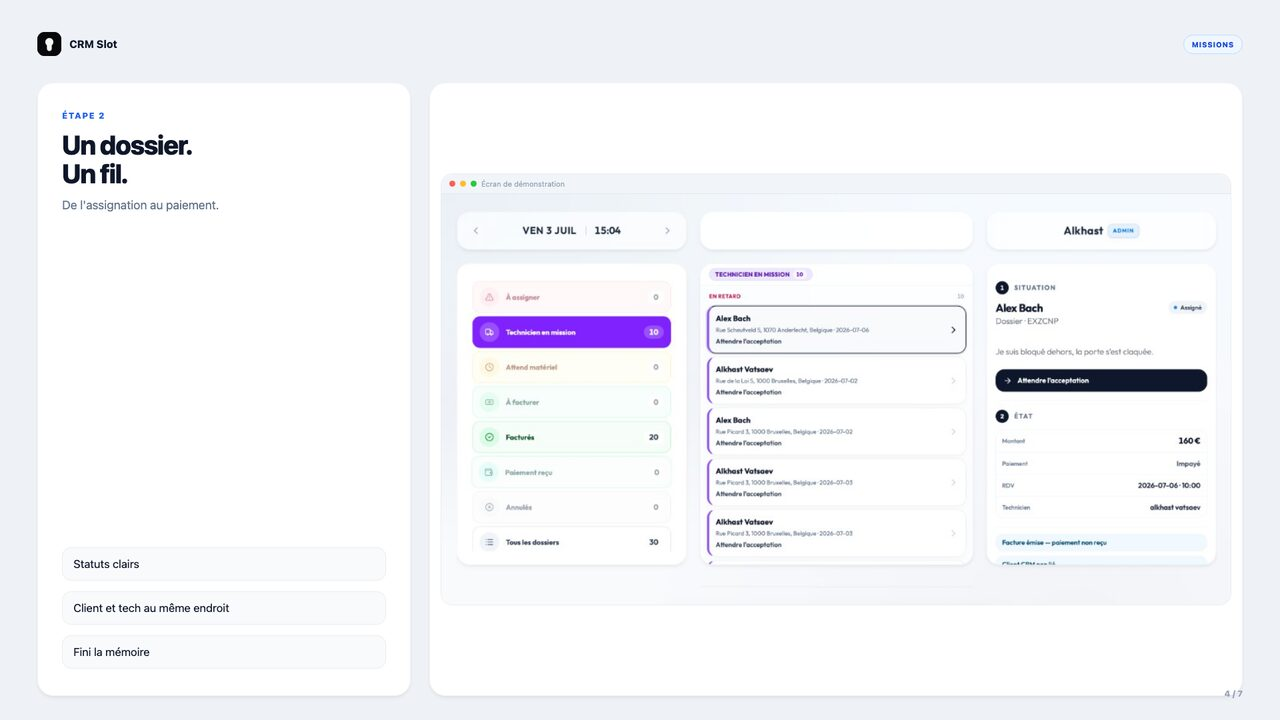 CRM Slot
MISSIONS
ÉTAPE 2
Un dossier.
Un fil.
De l'assignation au paiement.
Statuts clairs
Client et tech au même endroit
Fini la mémoire
Écran de démonstration
VEN 3 JUIL | 15:04
À assigner 0
Technicien en mission 10
Attend matériel 0
À facturer 0
Facturés 20
Paiement reçu 0
Annulés 0
Tous les dossiers 30
TECHNICIEN EN MISSION 10
EN RETARD 10
Alex Bach
Rue Scheutveld 5, 1070 Anderlecht, Belgique · 2026-07-06
Attendre l'acceptation
Alkhast Vatsaev
Rue de la Loi 5, 1000 Bruxelles, Belgique · 2026-07-02
Attendre l'acceptation
Alex Bach
Rue Picard 3, 1000 Bruxelles, Belgique · 2026-07-02
Attendre l'acceptation
Alkhast Vatsaev
Rue Picard 3, 1000 Bruxelles, Belgique · 2026-07-03
Attendre l'acceptation
Alkhast Vatsaev
Rue Picard 3, 1000 Bruxelles, Belgique · 2026-07-03
Attendre l'acceptation
Alkhast ADMIN
1 SITUATION
Alex Bach
Assigné
Dossier · EXZCNP
Je suis bloqué dehors, la porte s'est claquée.
→ Attendre l'acceptation
2 ÉTAT
Montant 160 €
Paiement Impayé
RDV 2026-07-06 · 10:00
Technicien alkhast vatsaev
Facture émise — paiement non reçu
4 / 7